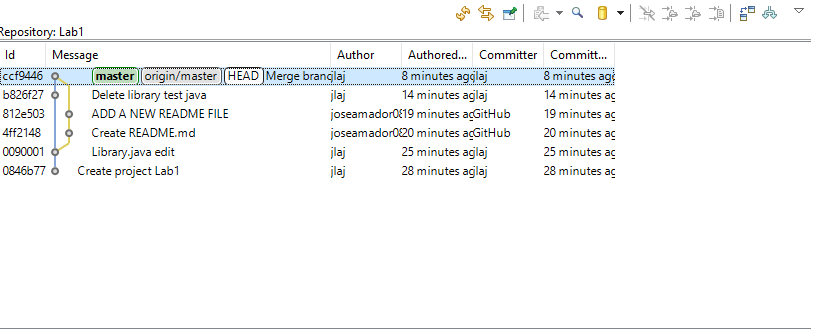 Repository: Lab1
Id Message Author Authored... Committer Committ...
ccf9446 master origin/master HEAD Merge branc jlaj 8 minutes ago jlaj 8 minutes ag
b826f27 Delete library test java jlaj 14 minutes ag jlaj 14 minutes ag
812e503 ADD A NEW README FILE joseamador08 19 minutes ag GitHub 19 minutes ag
4ff2148 Create README.md joseamador08 20 minutes ag GitHub 20 minutes ag
0090001 Library.java edit jlaj 25 minutes ag jlaj 25 minutes ag
0846b77 Create project Lab1 jlaj 28 minutes ag jlaj 28 minutes ag